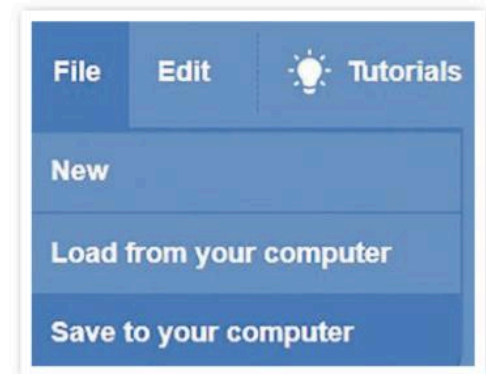 File Edit Tutorials
New
Load from your computer
Save to your computer